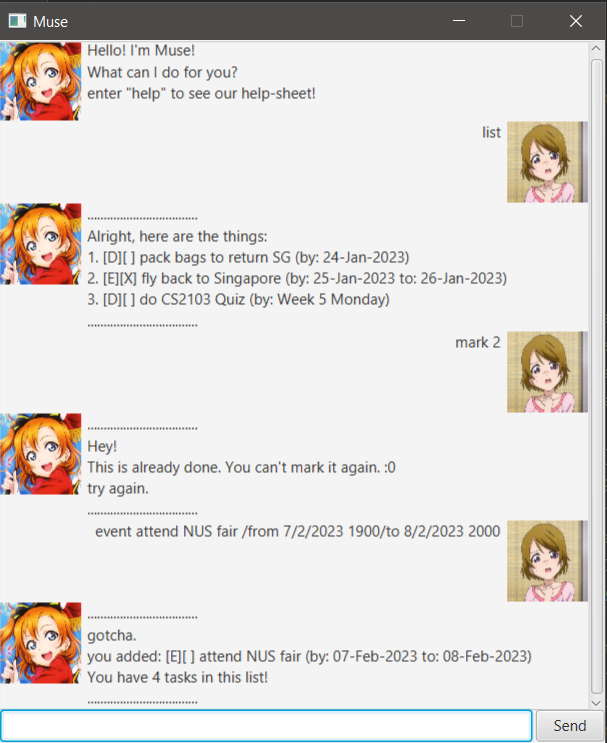 Muse
Hello! I'm Muse!
What can I do for you?
enter "help" to see our help-sheet!
list
..................................
Alright, here are the things:
1. [D][ ] pack bags to return SG (by: 24-Jan-2023)
2. [E][X] fly back to Singapore (by: 25-Jan-2023 to: 26-Jan-2023)
3. [D][ ] do CS2103 Quiz (by: Week 5 Monday)
..................................
mark 2
..................................
Hey!
This is already done. You can't mark it again. :0
try again.
..................................
event attend NUS fair /from 7/2/2023 1900/to 8/2/2023 2000
..................................
gotcha.
you added: [E][ ] attend NUS fair (by: 07-Feb-2023 to: 08-Feb-2023)
You have 4 tasks in this list!
..................................
Send